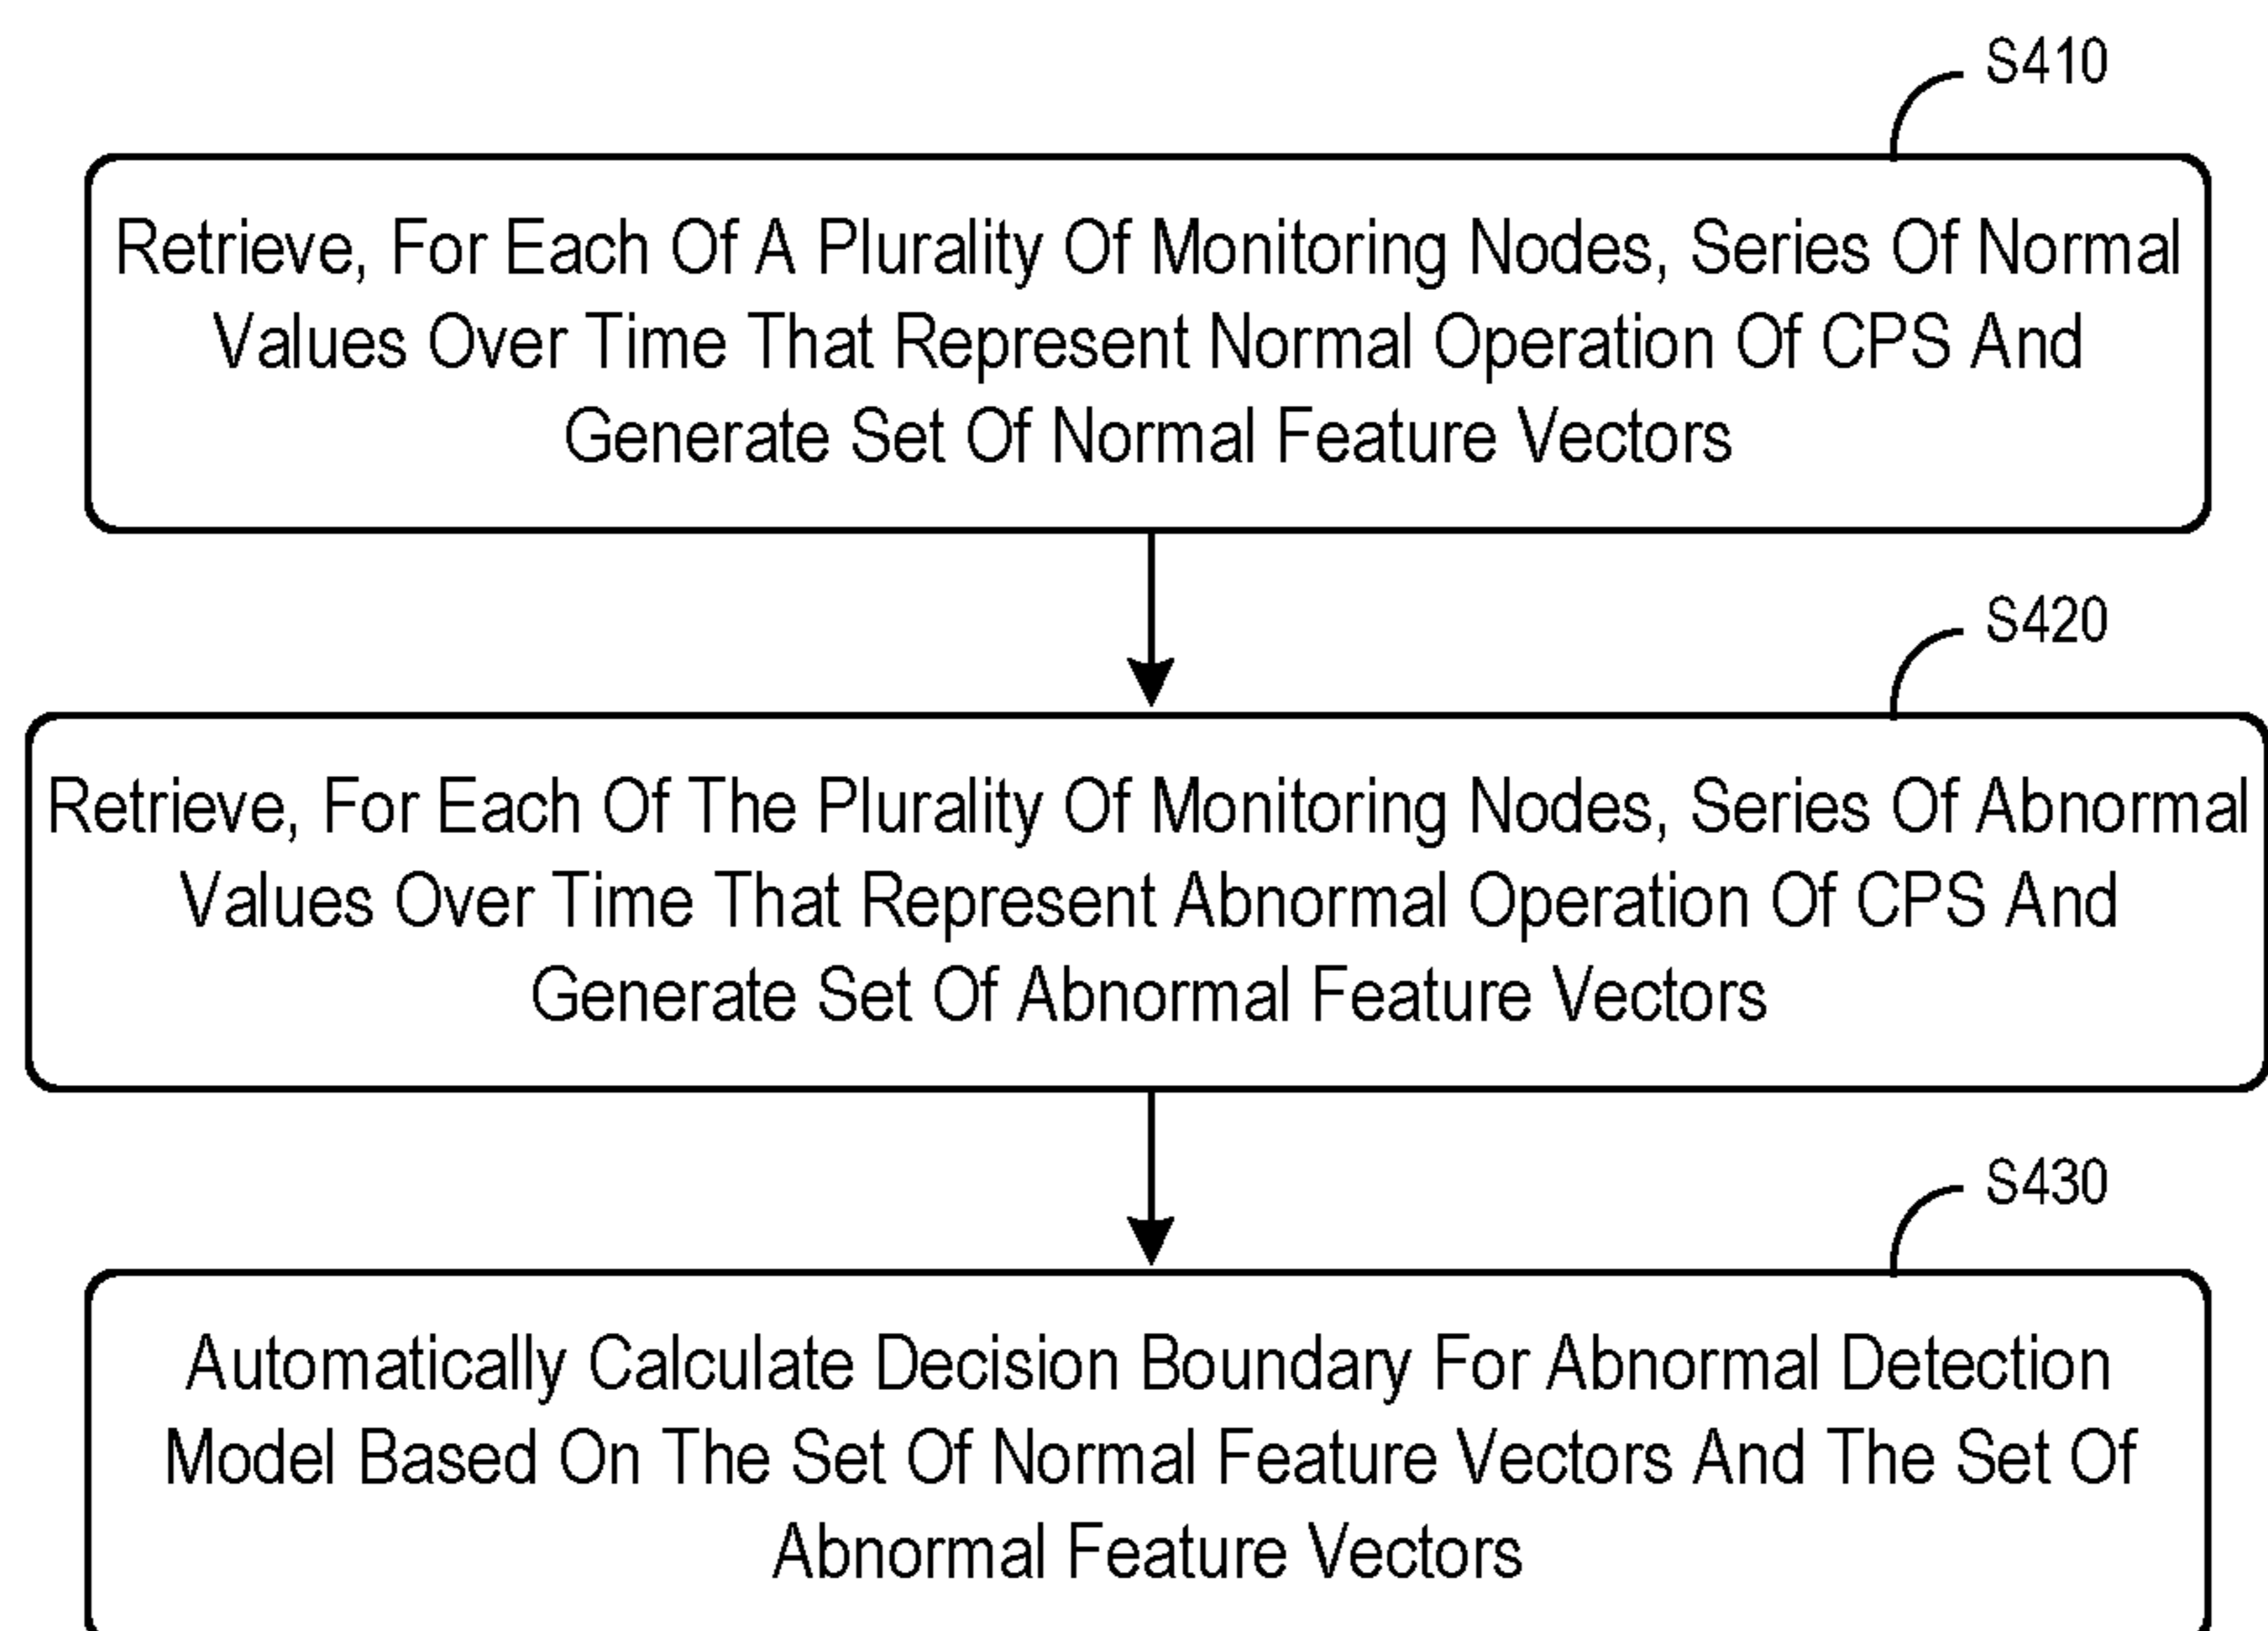 S410
Retrieve, For Each Of A Plurality Of Monitoring Nodes, Series Of Normal
Values Over Time That Represent Normal Operation Of CPS And
Generate Set Of Normal Feature Vectors
S420
Retrieve, For Each Of The Plurality Of Monitoring Nodes, Series Of Abnormal
Values Over Time That Represent Abnormal Operation Of CPS And
Generate Set Of Abnormal Feature Vectors
S430
Automatically Calculate Decision Boundary For Abnormal Detection
Model Based On The Set Of Normal Feature Vectors And The Set Of
Abnormal Feature Vectors